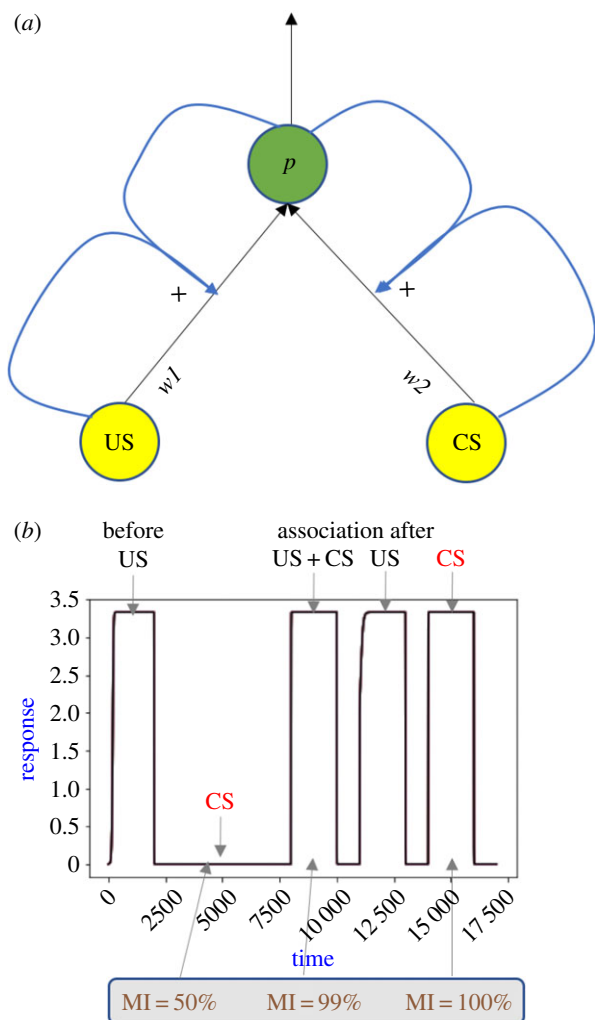 (a)
p
+ +
w1 w2
US CS
(b) before association after
US US + CS US CS
3.5
3.0
2.5
2.0
1.5
1.0
0.5
0
response
CS
0 2500 5000 7500 10 000 12 500 15 000 17 500
time
MI = 50% MI = 99% MI = 100%